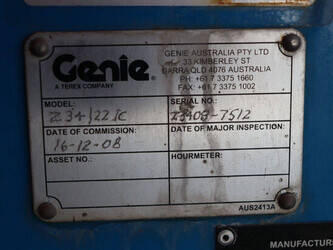 Genie
A TEREX COMPANY
GENIE AUSTRALIA PTY LTD
33 KIMBERLEY ST
DARRA QLD 4076 AUSTRALIA
PH: +61 7 3375 1660
FAX: +61 7 3375 1002
MODEL: SERIAL NO:
Z34/22IC Z3408-7512
DATE OF COMMISSION: DATE OF MAJOR INSPECTION:
16-12-08
ASSET NO: HOURMETER:
AUS2413A
MANUFACTUR